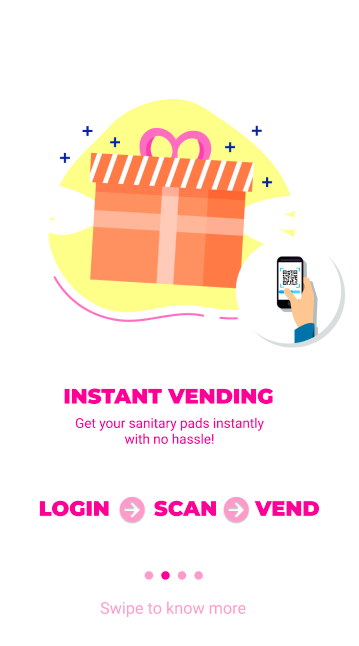 INSTANT VENDING
Get your sanitary pads instantly
with no hassle!
LOGIN SCAN VEND
Swipe to know more